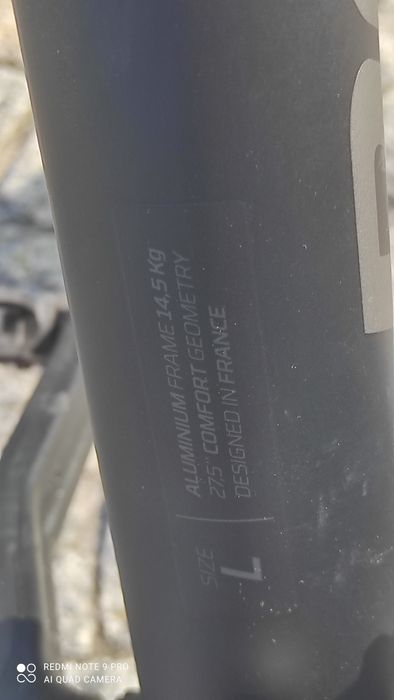 ALUMINIUM FRAME 14,5 Kg
27,5" COMFORT GEOMETRY
DESIGNED IN FRANCE
SIZE
L
REDMI NOTE 9 PRO
AI QUAD CAMERA